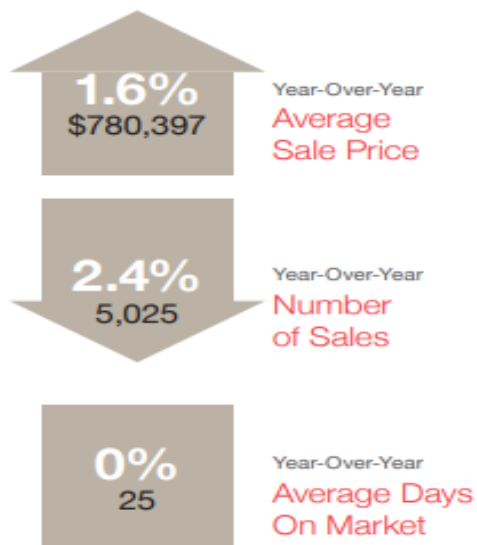 1.6%
$780,397
Year-Over-Year
Average
Sale Price
2.4%
5,025
Year-Over-Year
Number
of Sales
0%
25
Year-Over-Year
Average Days
On Market